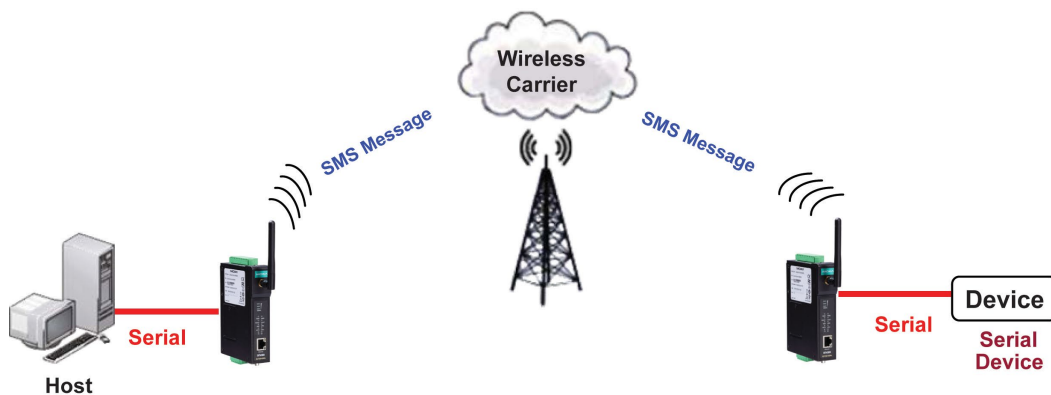 Wireless
Carrier
SMS Message
SMS Message
Serial
Host
Serial
Device
Serial
Device